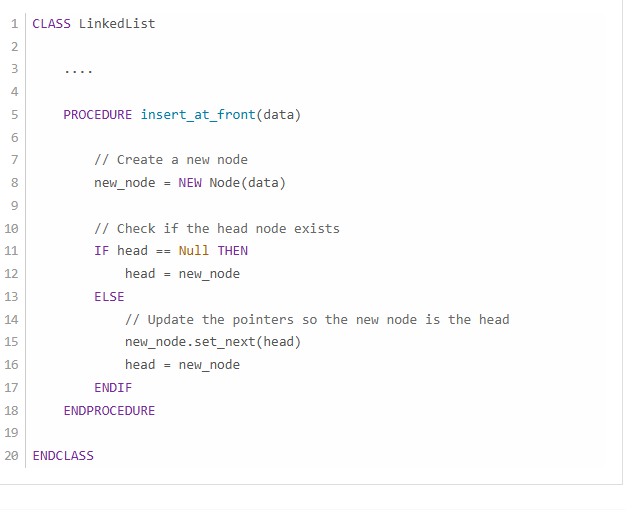 1 CLASS LinkedList
2
3     ....
4
5     PROCEDURE insert_at_front(data)
6
7         // Create a new node
8         new_node = NEW Node(data)
9
10         // Check if the head node exists
11         IF head == Null THEN
12             head = new_node
13         ELSE
14             // Update the pointers so the new node is the head
15             new_node.set_next(head)
16             head = new_node
17         ENDIF
18     ENDPROCEDURE
19
20 ENDCLASS